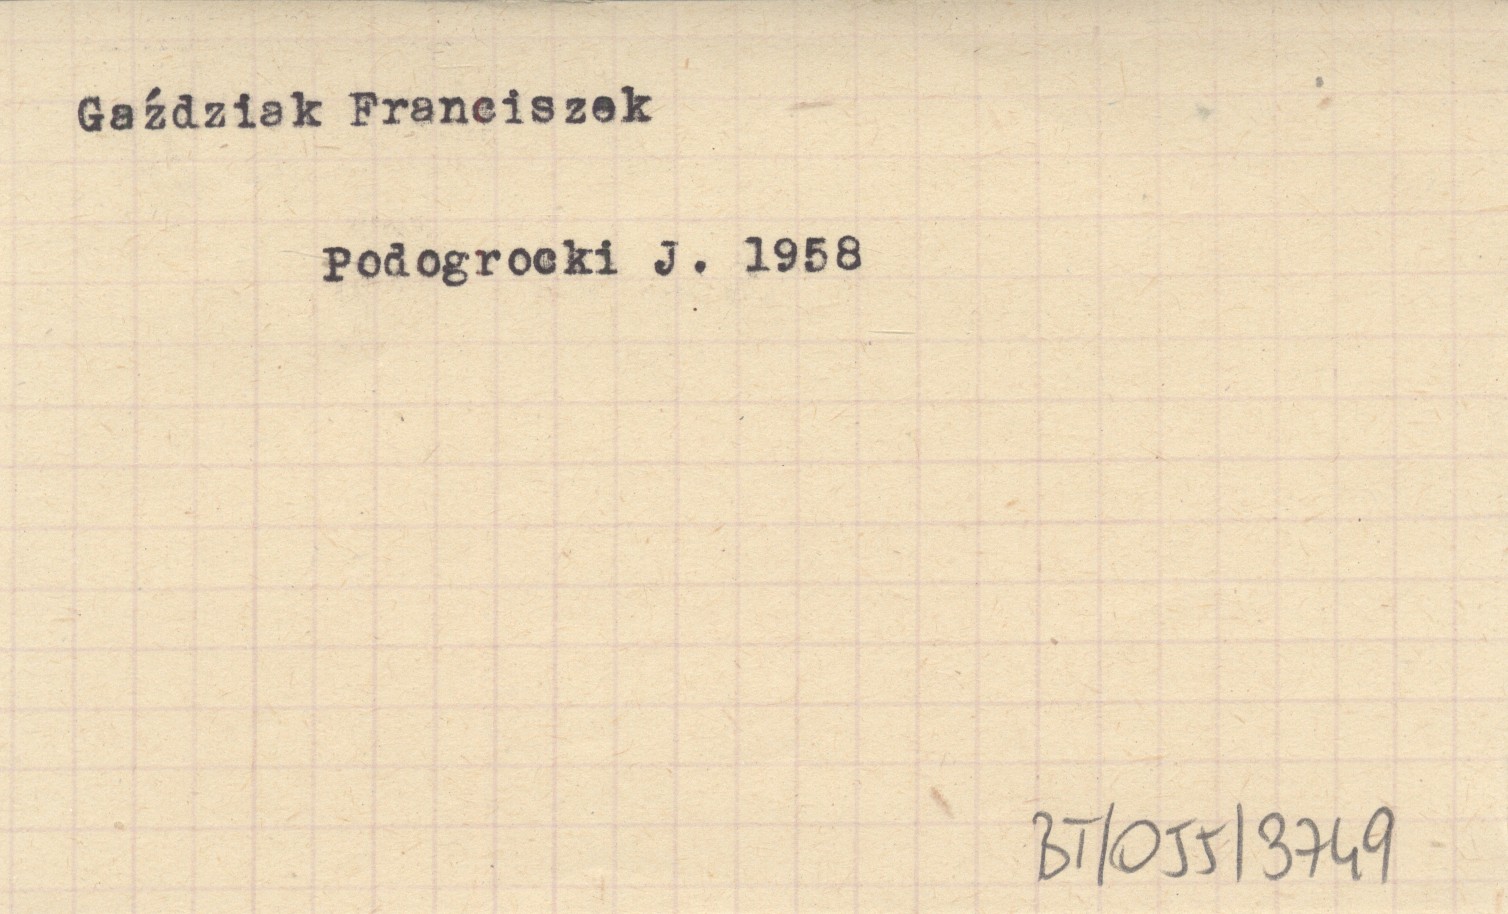 Gaździak Franciszek
Podogrocki J. 1958
BT/OJJ/3749